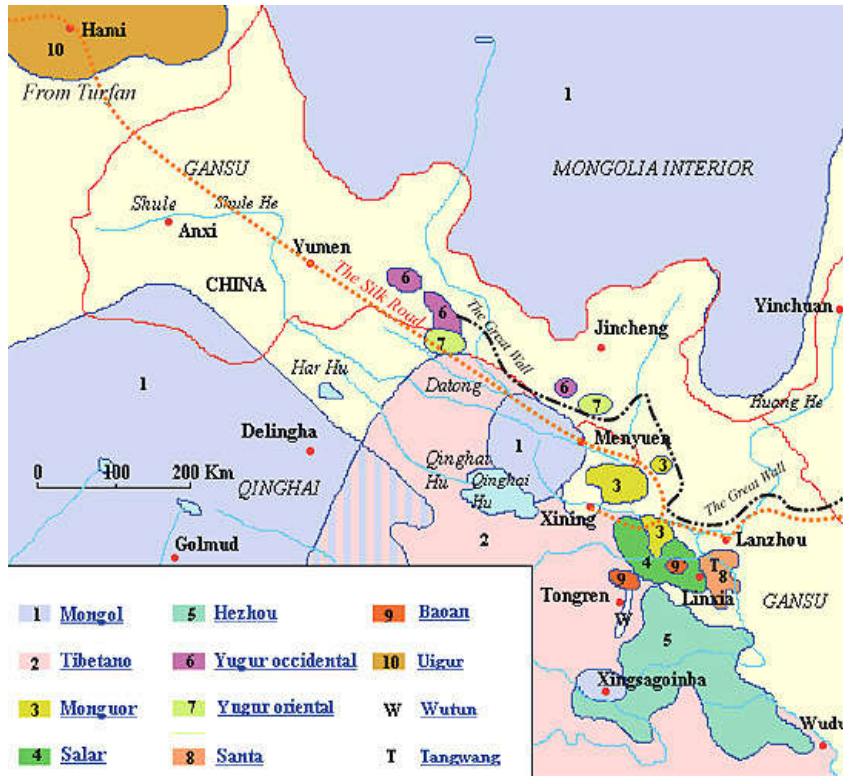 Hami
10
From Turfan
1
GANSU
MONGOLIA INTERIOR
Shule
Shule He
Anxi
Yumen
CHINA
The Silk Road
6
6
7
The Great Wall
Yinchuan
Jincheng
Har Hu
Datong
6
7
Huang He
1
Delingha
1
Menyuen
0 100 200 Km
QINGHAI
Qinghai
Hu
Qinghai
Hu
3
3
The Great Wall
Xining
Golmud
2
3
4
9
T
8
Lanzhou
Linxia
9
Tongren
W
GANSU
5
Xingsagoinba
Wudu
1 Mongol
5 Hezhou
9 Baoan
2 Tibetano
6 Yugur occidental
10 Uigur
3 Monguor
7 Yugur oriental
W Wutun
4 Salar
8 Santa
T Tangwang